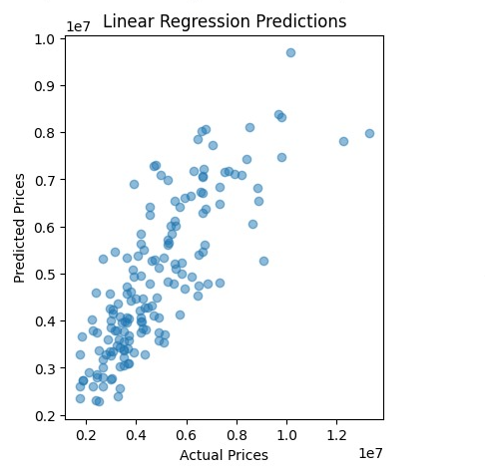 Linear Regression Predictions
1e7
1.0
0.9
0.8
0.7
0.6
0.5
0.4
0.3
0.2
Predicted Prices
0.2 0.4 0.6 0.8 1.0 1.2
Actual Prices
1e7